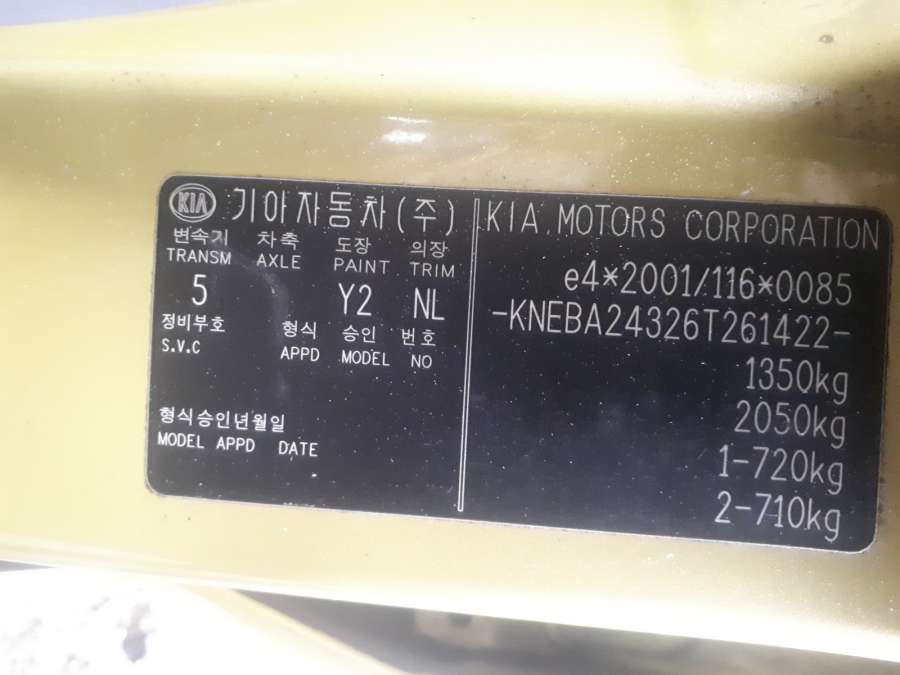 KIA 기아자동차(주)
변속기 차축 도장 의장
TRANSM AXLE PAINT TRIM
5 Y2 NL
정비부호 형식 승인 번호
S.V.C APPD MODEL NO
형식승인년월일
MODEL APPD DATE
KIA MOTORS CORPORATION
e4*2001/116*0085
-KNEBA24326T261422-
1350kg
2050kg
1-720kg
2-710kg